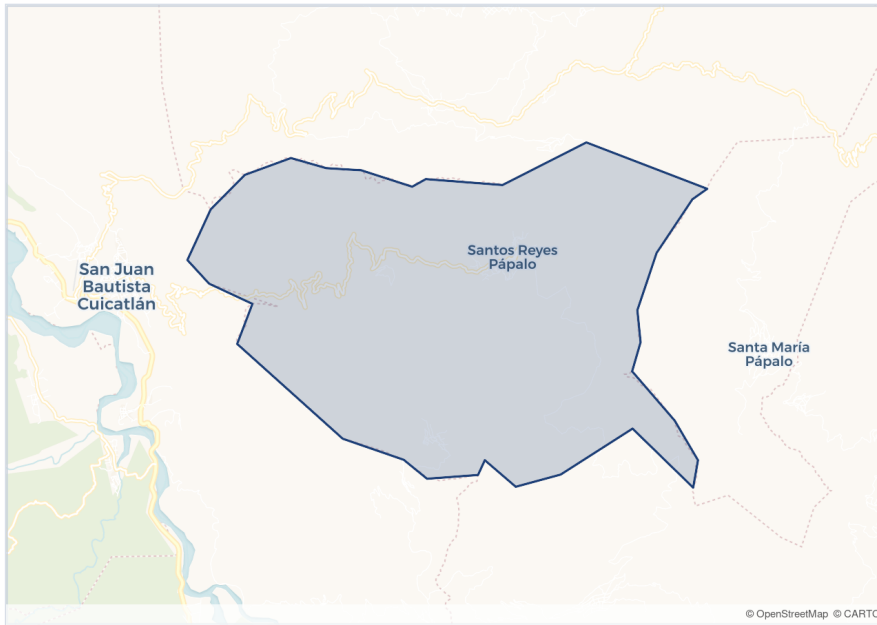 Santos Reyes
Pápalo
San Juan
Bautista
Cuicatlán
Santa María
Pápalo
© OpenStreetMap © CARTO